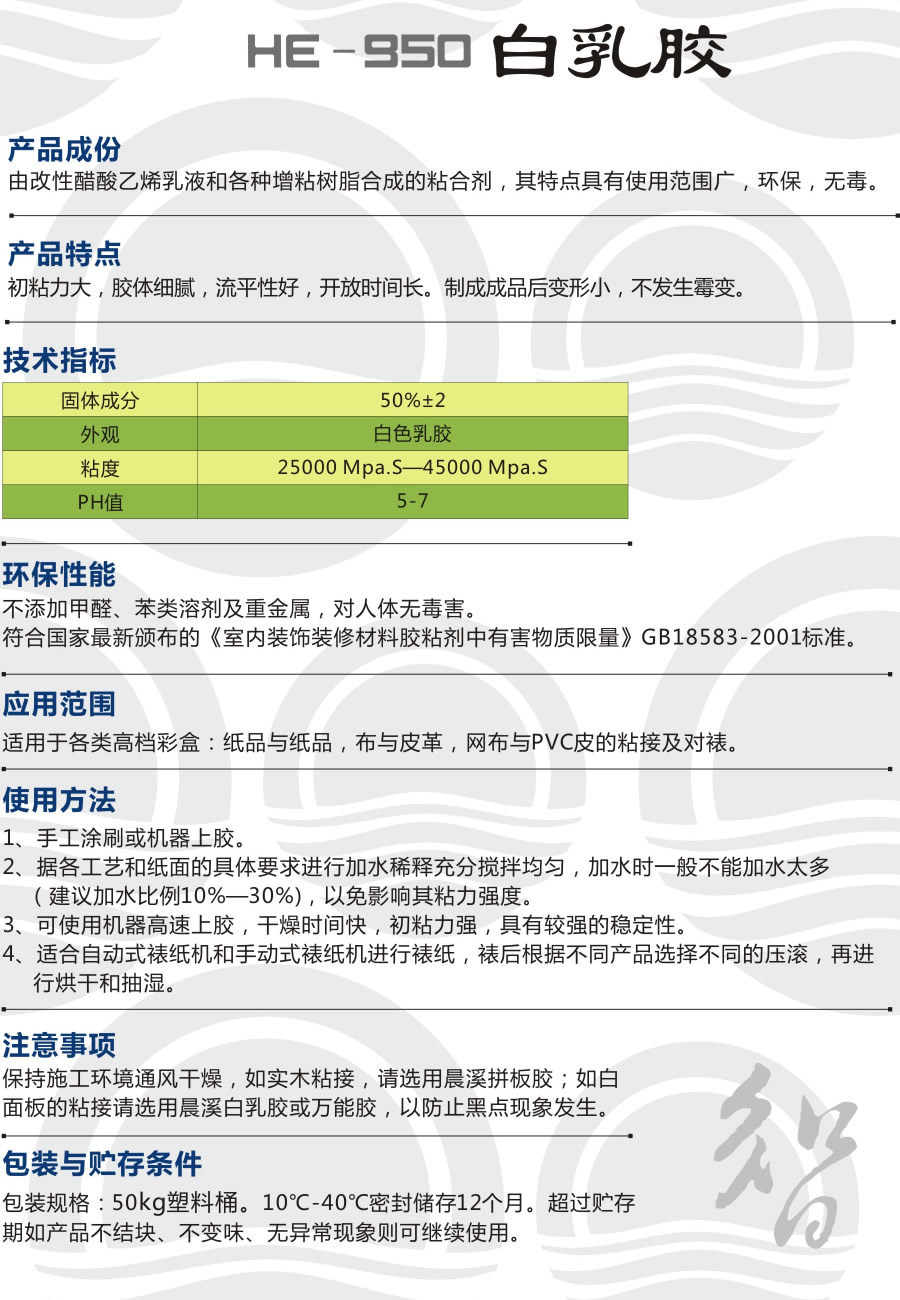 HE-950 白乳胶
产品成份
由改性醋酸乙烯乳液和各种增粘树脂合成的粘合剂，其特点具有使用范围广，环保，无毒。
产品特点
初粘力大，胶体细腻，流平性好，开放时间长。制成成品后变形小，不发生霉变。
技术指标
固体成分 50%±2
外观 白色乳胶
粘度 25000 Mpa.S—45000 Mpa.S
PH值 5-7
环保性能
不添加甲醛、苯类溶剂及重金属，对人体无毒害。
符合国家最新颁布的《室内装饰装修材料胶粘剂中有害物质限量》GB18583-2001标准。
应用范围
适用于各类高档彩盒：纸品与纸品，布与皮革，网布与PVC皮的粘接及对裱。
使用方法
1、手工涂刷或机器上胶。
2、据各工艺和纸面的具体要求进行加水稀释充分搅拌均匀，加水时一般不能加水太多
（建议加水比例10%—30%)，以免影响其粘力强度。
3、可使用机器高速上胶，干燥时间快，初粘力强，具有较强的稳定性。
4、适合自动式裱纸机和手动式裱纸机进行裱纸，裱后根据不同产品选择不同的压滚，再进
行烘干和抽湿。
注意事项
保持施工环境通风干燥，如实木粘接，请选用晨溪拼板胶；如白
面板的粘接请选用晨溪白乳胶或万能胶，以防止黑点现象发生。
智
包装与贮存条件
包装规格：50kg塑料桶。10℃-40℃密封储存12个月。超过贮存
期如产品不结块、不变味、无异常现象则可继续使用。